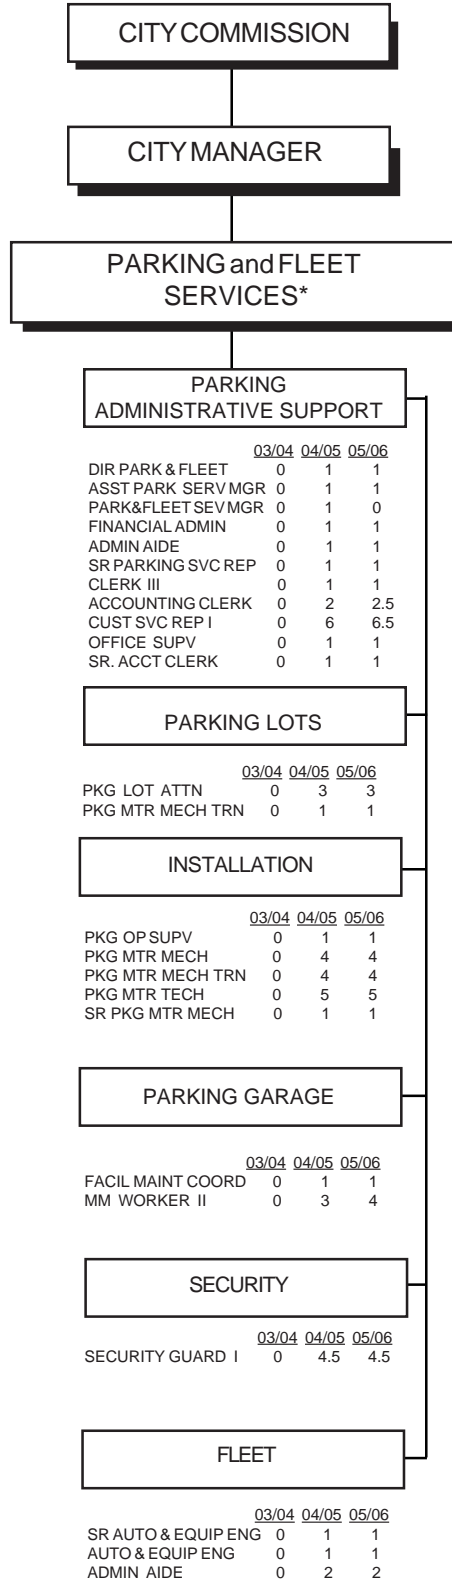 CITY COMMISSION
CITY MANAGER
PARKING and FLEET
SERVICES*
PARKING
ADMINISTRATIVE SUPPORT
03/04 04/05 05/06
DIR PARK & FLEET 0 1 1
ASST PARK SERV MGR 0 1 1
PARK&FLEET SEV MGR 0 1 0
FINANCIAL ADMIN 0 1 1
ADMIN AIDE 0 1 1
SR PARKING SVC REP 0 1 1
CLERK III 0 1 1
ACCOUNTING CLERK 0 2 2.5
CUST SVC REP I 0 6 6.5
OFFICE SUPV 0 1 1
SR. ACCT CLERK 0 1 1
PARKING LOTS
03/04 04/05 05/06
PKG LOT ATTN 0 3 3
PKG MTR MECH TRN 0 1 1
INSTALLATION
03/04 04/05 05/06
PKG OP SUPV 0 1 1
PKG MTR MECH 0 4 4
PKG MTR MECH TRN 0 4 4
PKG MTR TECH 0 5 5
SR PKG MTR MECH 0 1 1
PARKING GARAGE
03/04 04/05 05/06
FACIL MAINT COORD 0 1 1
MM WORKER II 0 3 4
SECURITY
03/04 04/05 05/06
SECURITY GUARD I 0 4.5 4.5
FLEET
03/04 04/05 05/06
SR AUTO & EQUIP ENG 0 1 1
AUTO & EQUIP ENG 0 1 1
ADMIN AIDE 0 2 2